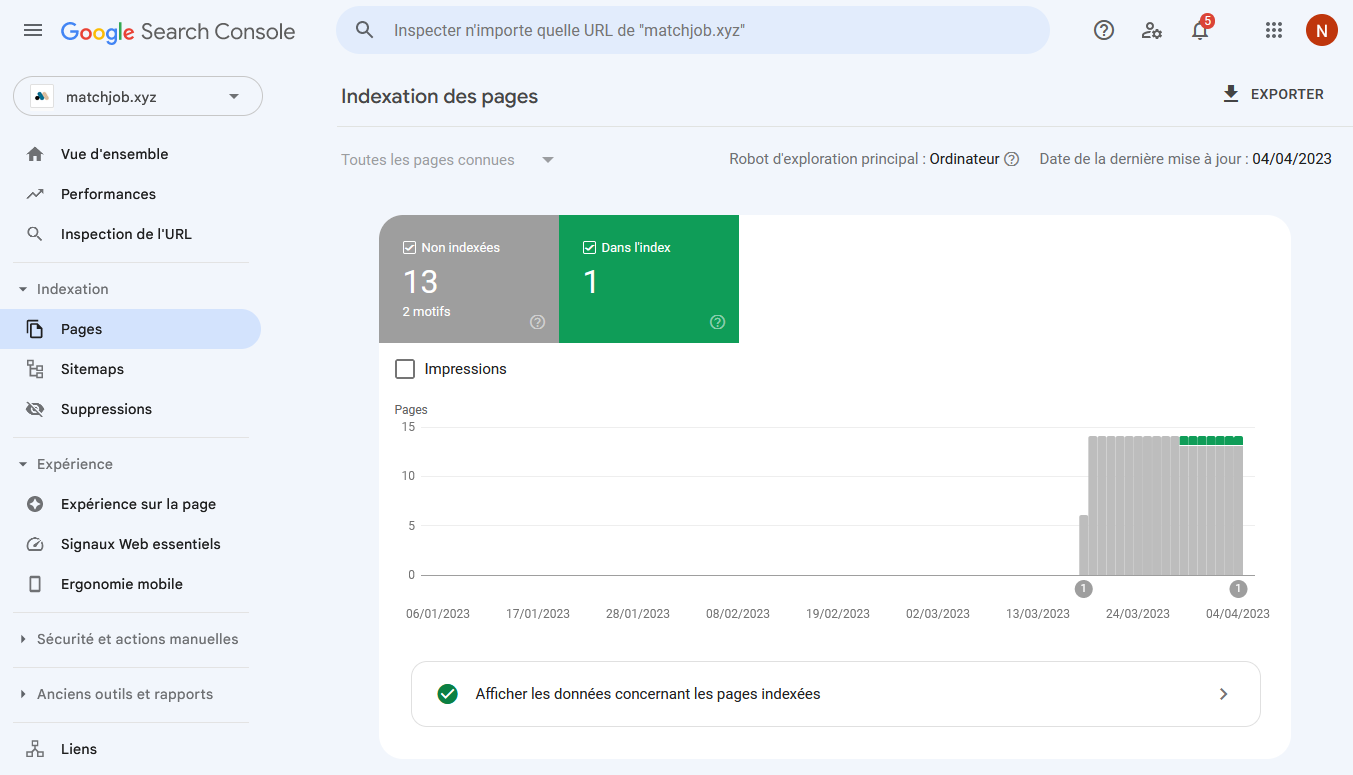 Google Search Console
Inspecter n'importe quelle URL de "matchjob.xyz"
5
N
matchjob.xyz
Indexation des pages
EXPORTER
Vue d'ensemble
Performances
Inspection de l'URL
Indexation
Pages
Sitemaps
Suppressions
Expérience
Expérience sur la page
Signaux Web essentiels
Ergonomie mobile
Sécurité et actions manuelles
Anciens outils et rapports
Liens
Toutes les pages connues
Robot d'exploration principal : Ordinateur
Date de la dernière mise à jour : 04/04/2023
Non indexées
13
2 motifs
Dans l'index
1
Impressions
Pages
15
10
5
0
1
1
06/01/2023
17/01/2023
28/01/2023
08/02/2023
19/02/2023
02/03/2023
13/03/2023
24/03/2023
04/04/2023
Afficher les données concernant les pages indexées